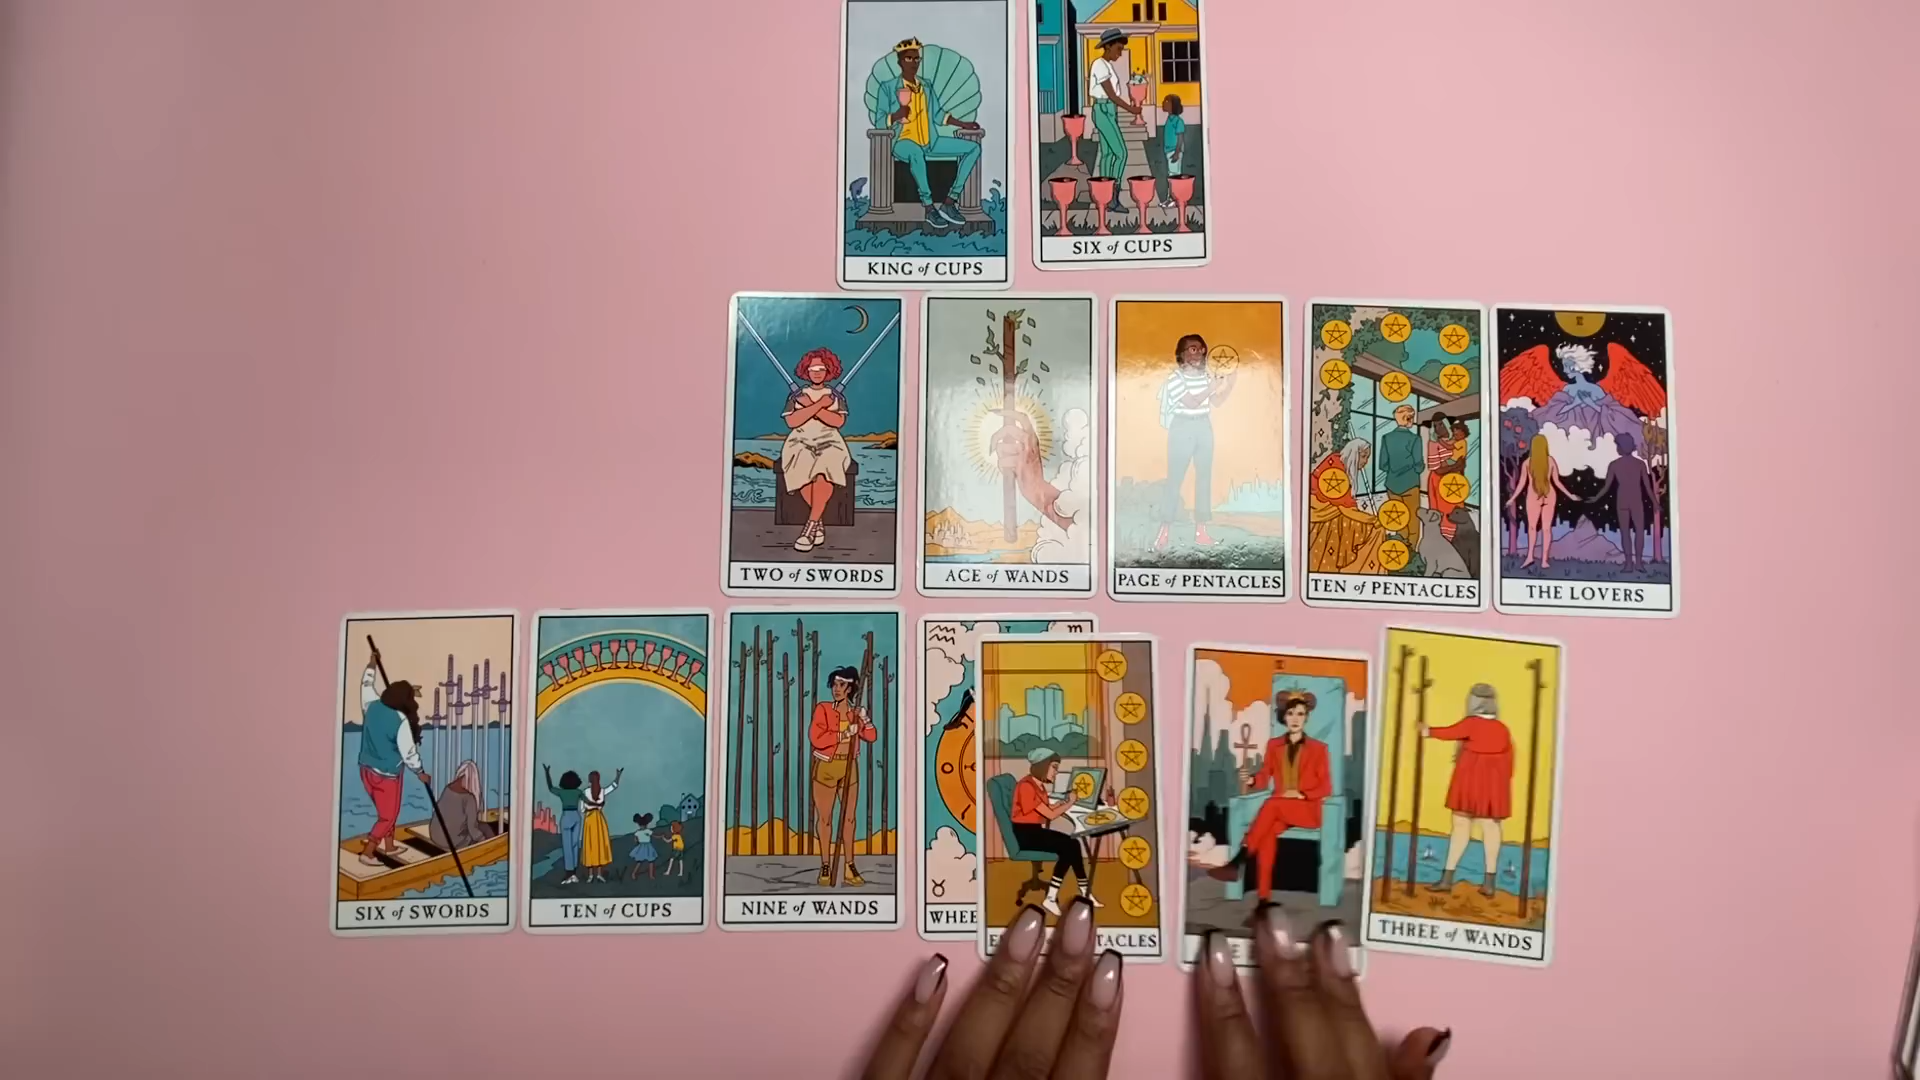 KING of CUPS
SIX of CUPS
TWO of SWORDS
ACE of WANDS
PAGE of PENTACLES
TEN of PENTACLES
THE LOVERS
SIX of SWORDS
TEN of CUPS
NINE of WANDS
WHEE
TACLES
THREE of WANDS